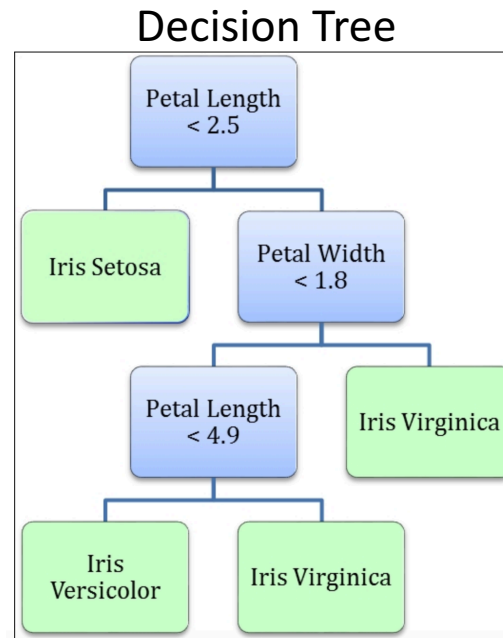 Decision Tree
Petal Length
< 2.5
Iris Setosa
Petal Width
< 1.8
Petal Length
< 4.9
Iris Virginica
Iris
Versicolor
Iris Virginica